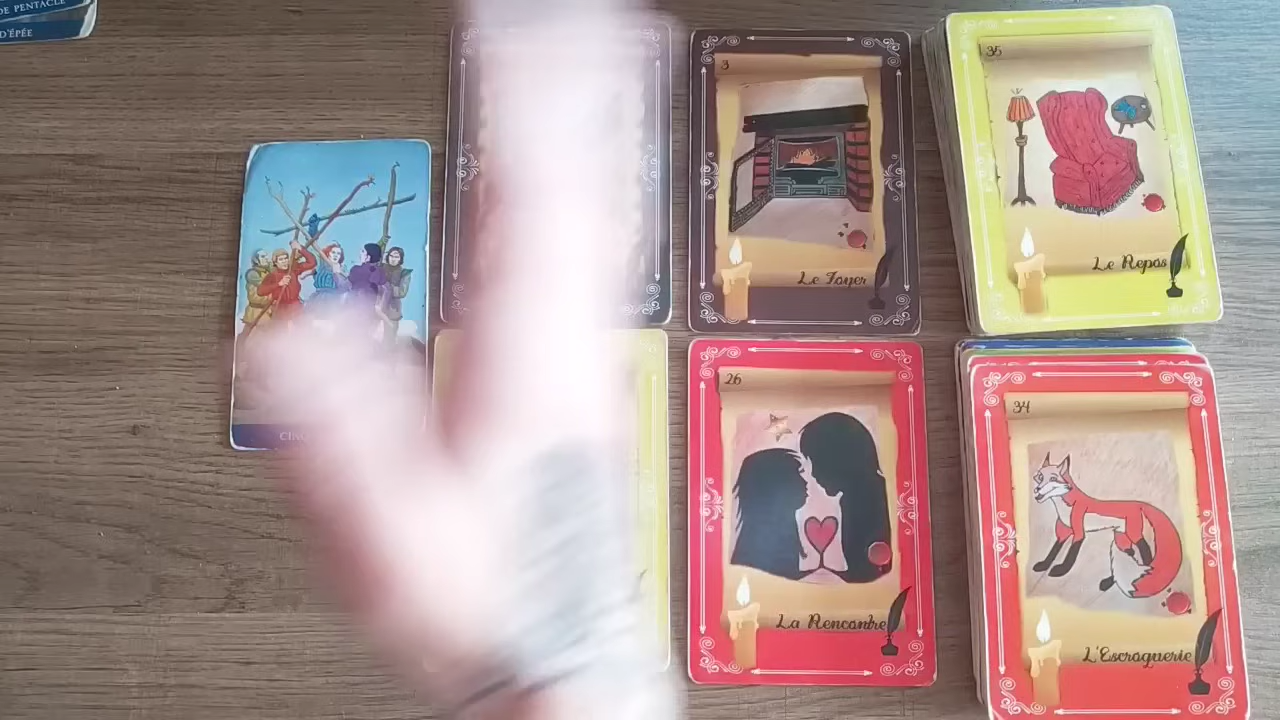 DE PENTACLE
D'ÉPÉE
3
Le Foyer
35
Le Repos
26
La Rencontre
34
L'Escroquerie